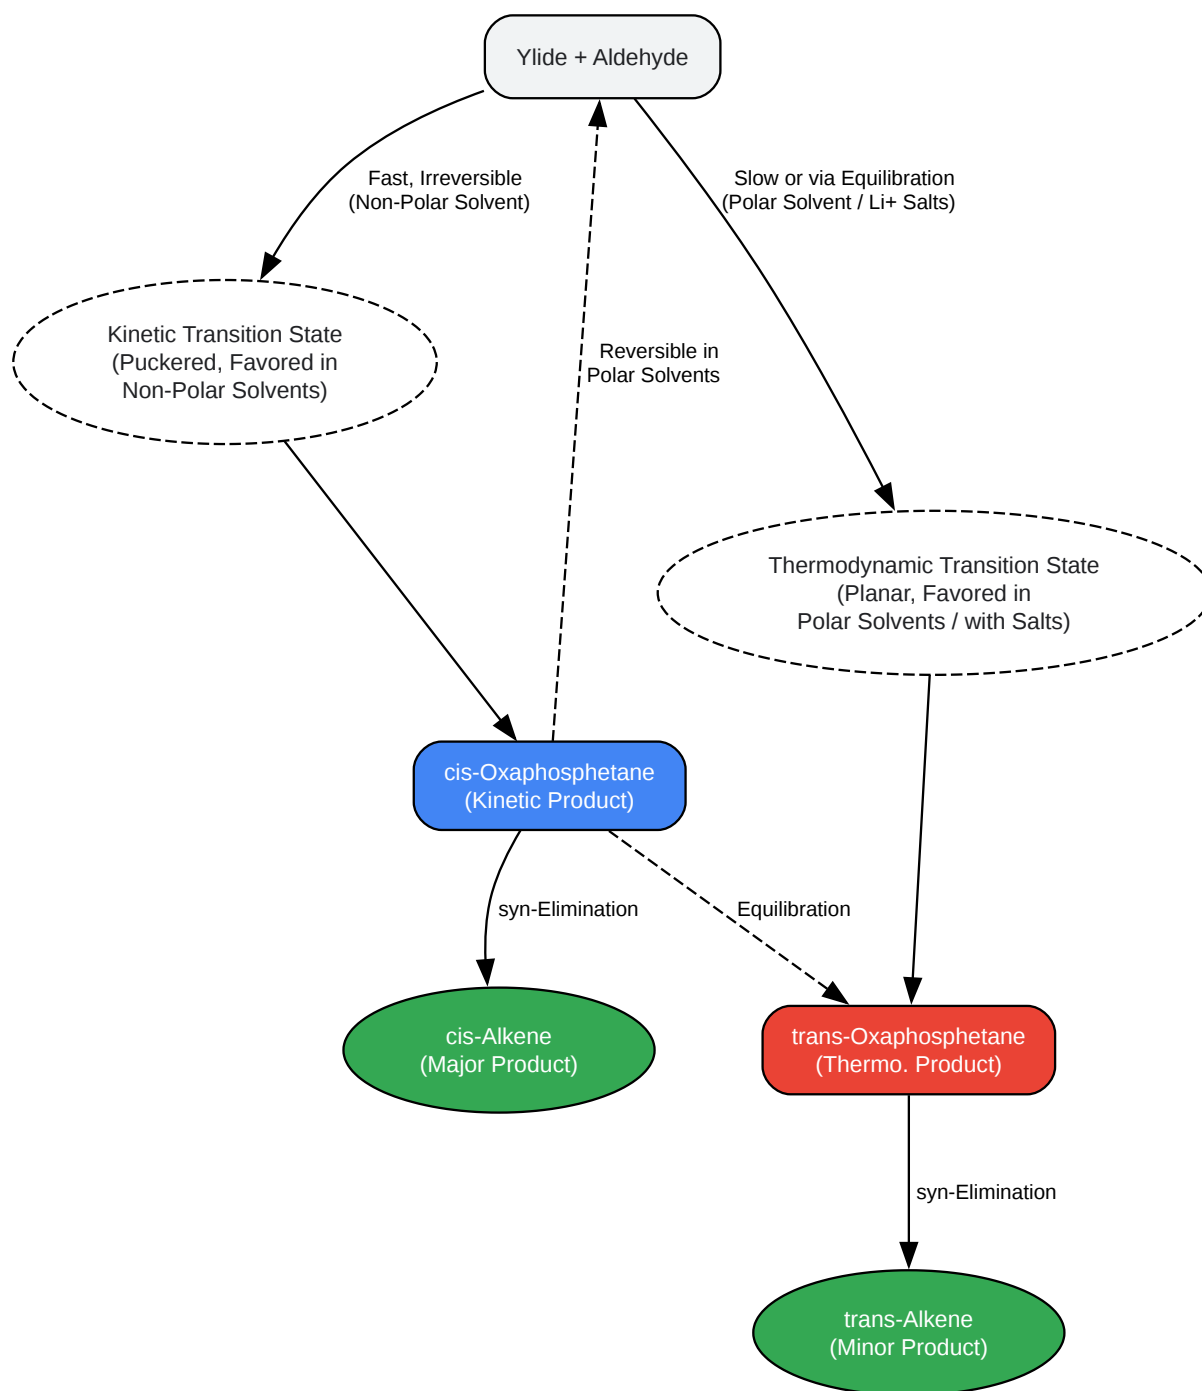 Ylide + Aldehyde
Fast, Irreversible
(Non-Polar Solvent)
Slow or via Equilibration
(Polar Solvent / Li+ Salts)
Kinetic Transition State
(Puckered, Favored in
Non-Polar Solvents)
Reversible in
Polar Solvents
Thermodynamic Transition State
(Planar, Favored in
Polar Solvents / with Salts)
cis-Oxaphosphetane
(Kinetic Product)
syn-Elimination
Equilibration
cis-Alkene
(Major Product)
trans-Oxaphosphetane
(Thermo. Product)
syn-Elimination
trans-Alkene
(Minor Product)